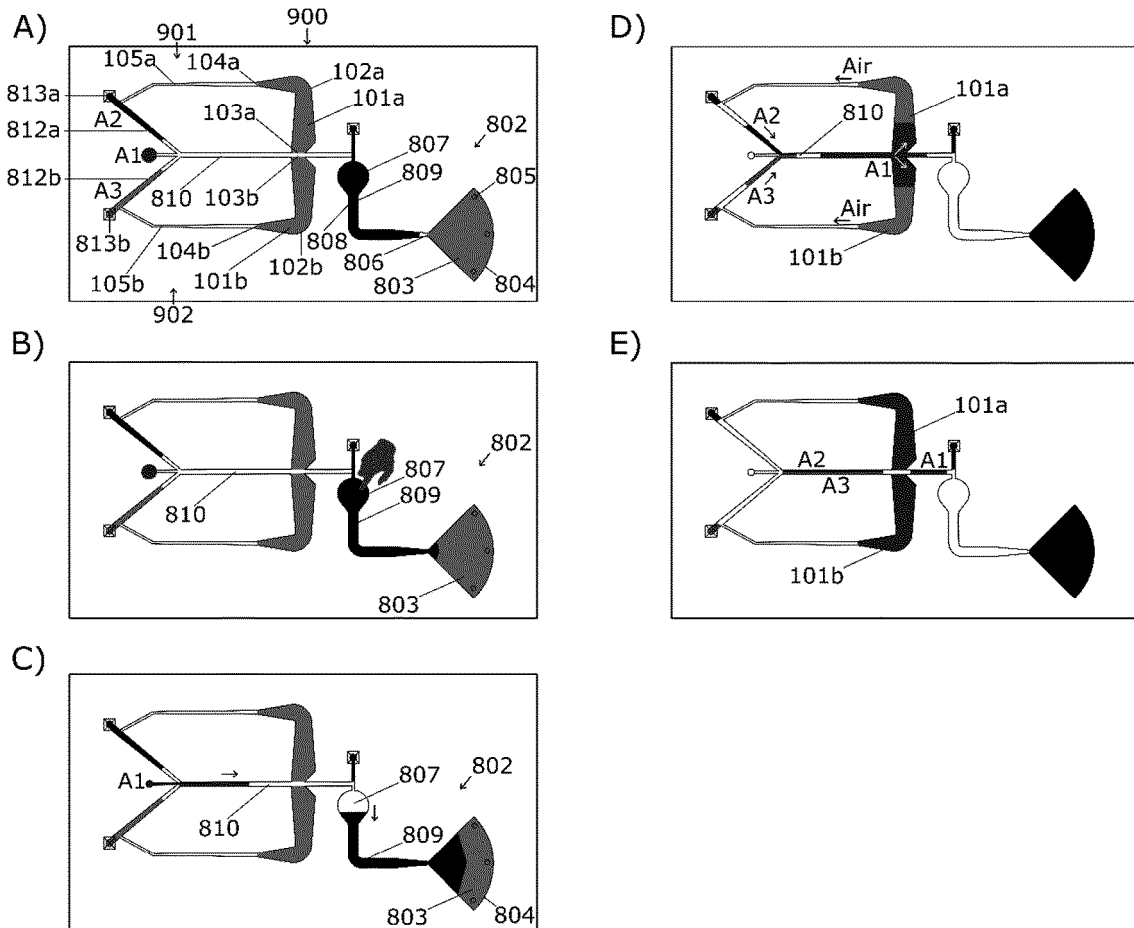 A)
901
900
105a
104a
102a
813a
101a
A2
103a
802
812a
807
A1
809
805
812b
A3
810
103b
808
813b
104b
102b
806
105b
101b
803
804
902
B)
802
807
809
810
803
C)
A1
807
802
810
809
803
804
D)
Air
101a
A2
810
A1
A3
Air
101b
E)
101a
A2
A1
A3
101b